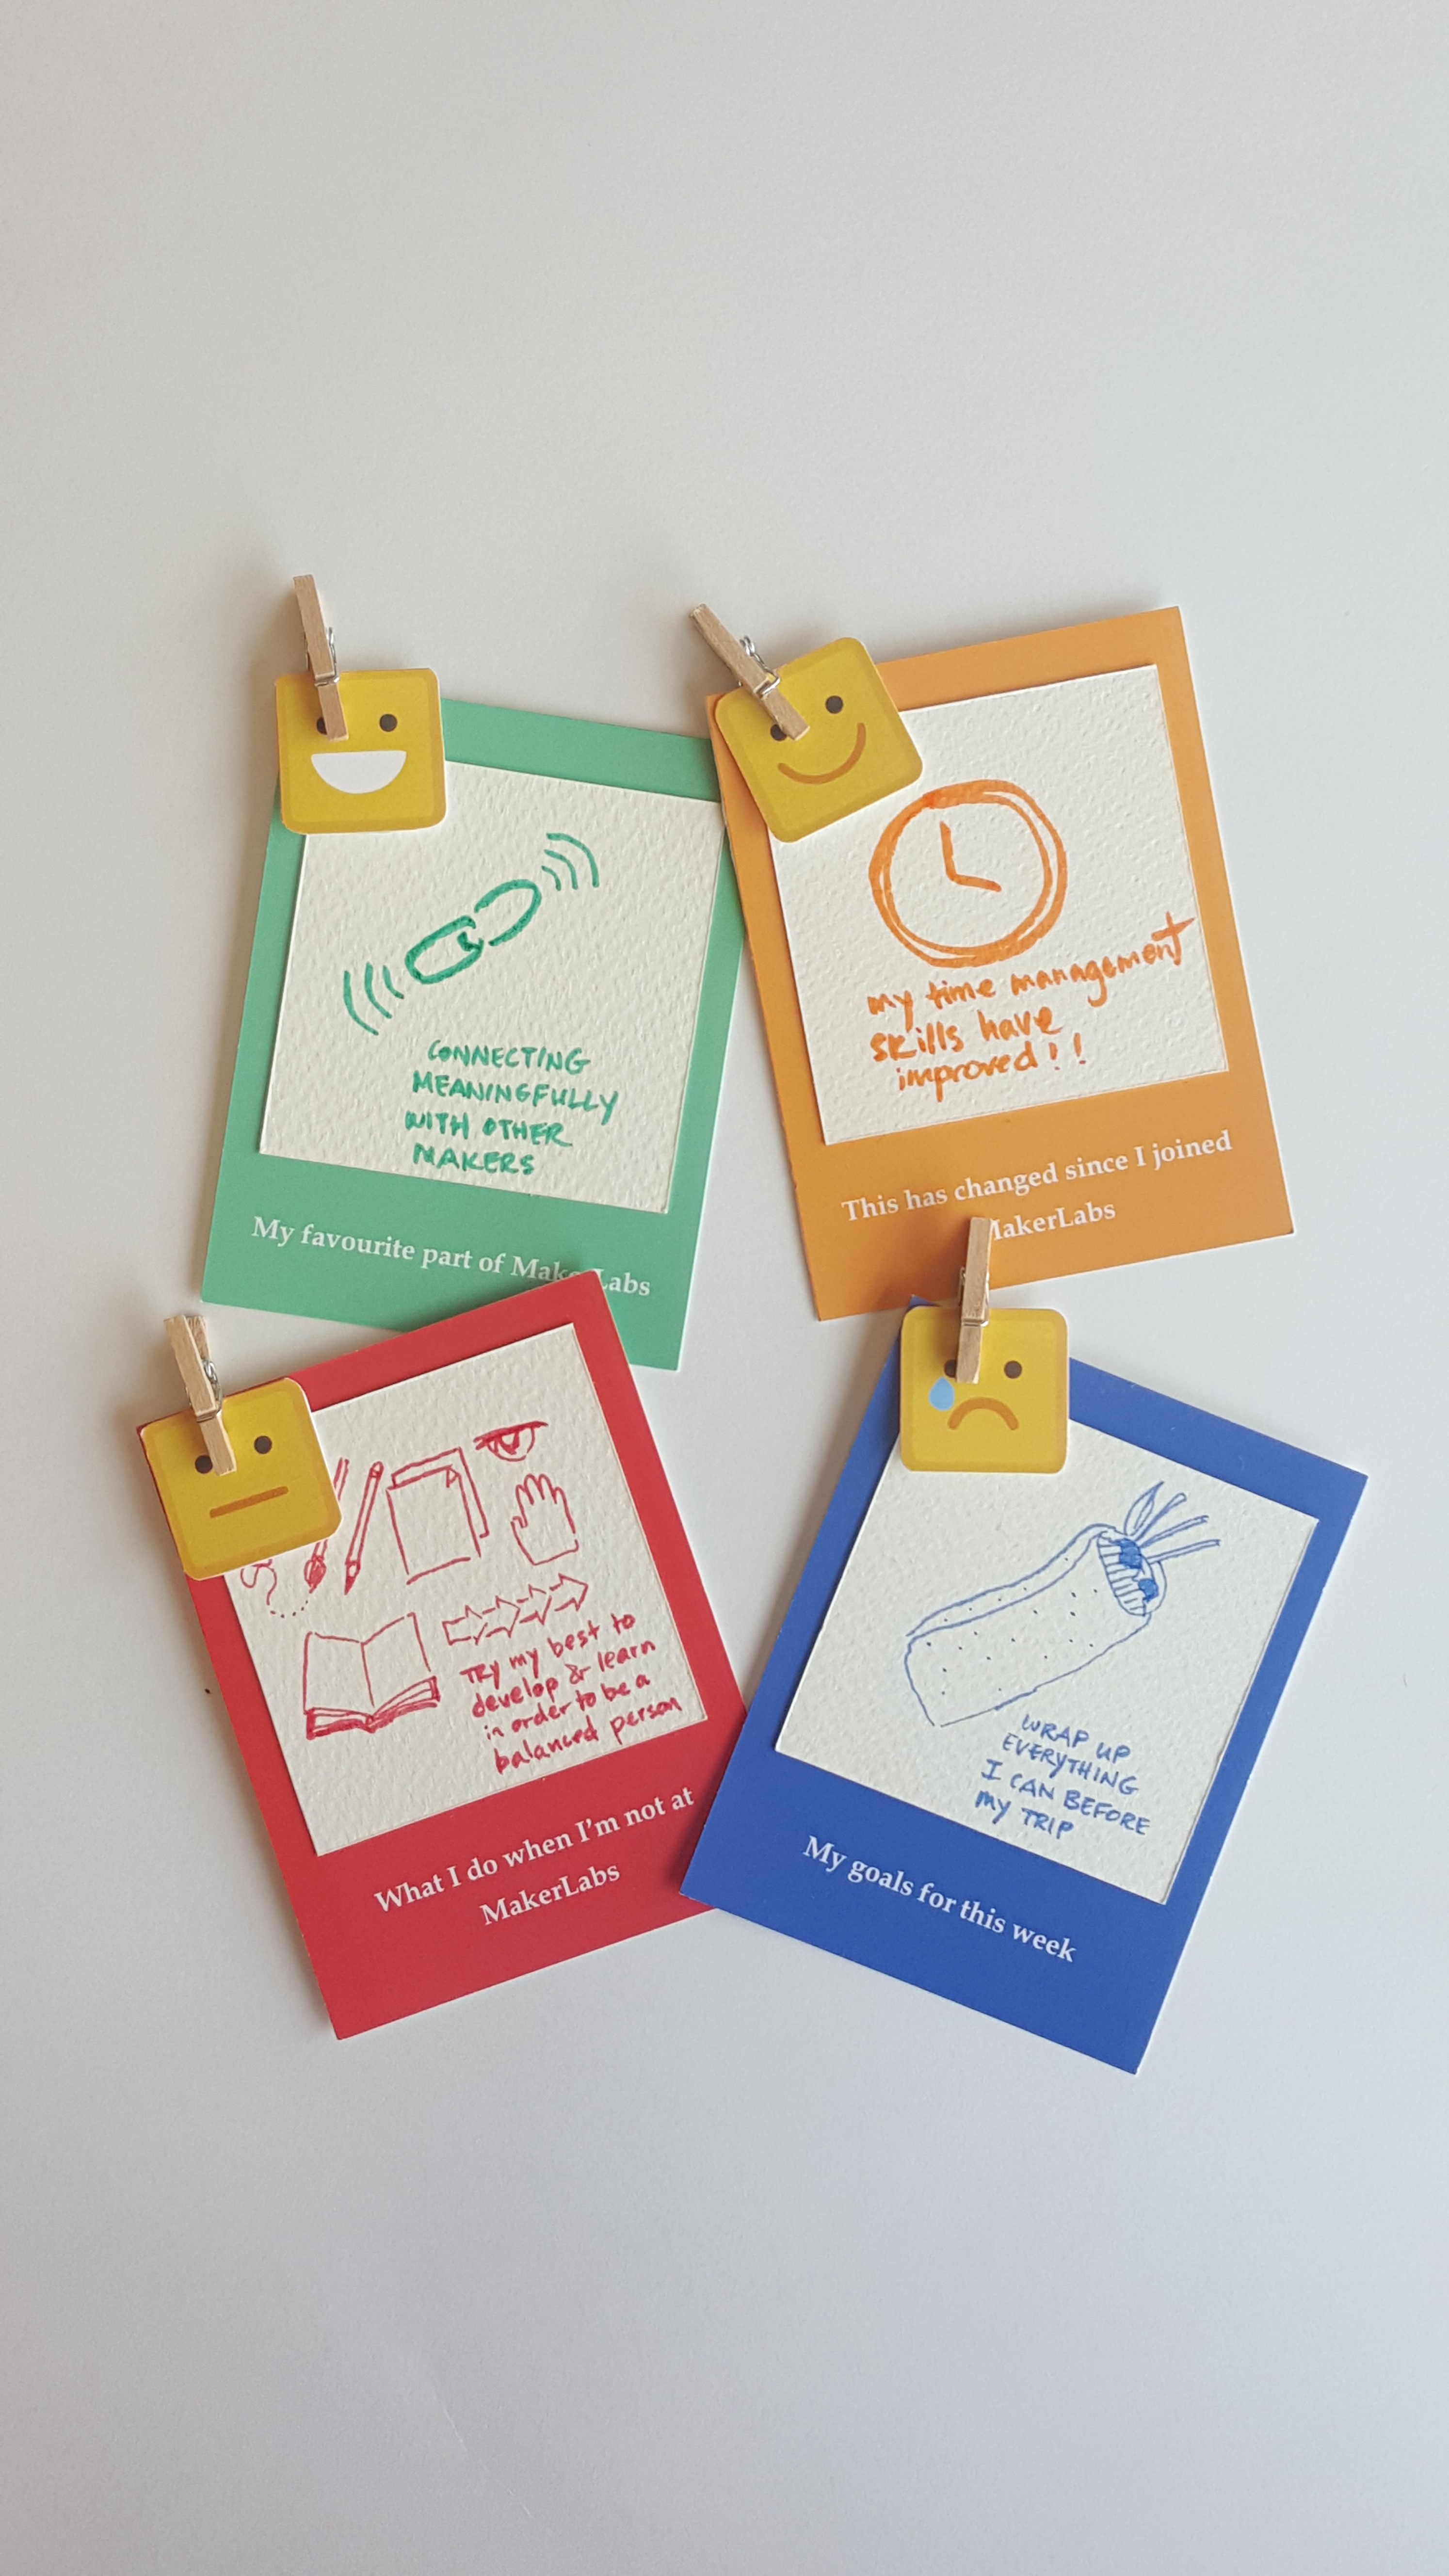 CONNECTING
MEANINGFULLY
WITH OTHER
MAKERS
My favourite part of MakerLabs
my time management
skills have
improved!!
This has changed since I joined
MakerLabs
Try my best to
develop & learn
in order to be a
balanced person
What I do when I'm not at
MakerLabs
WRAP UP
EVERYTHING
I CAN BEFORE
MY TRIP
My goals for this week